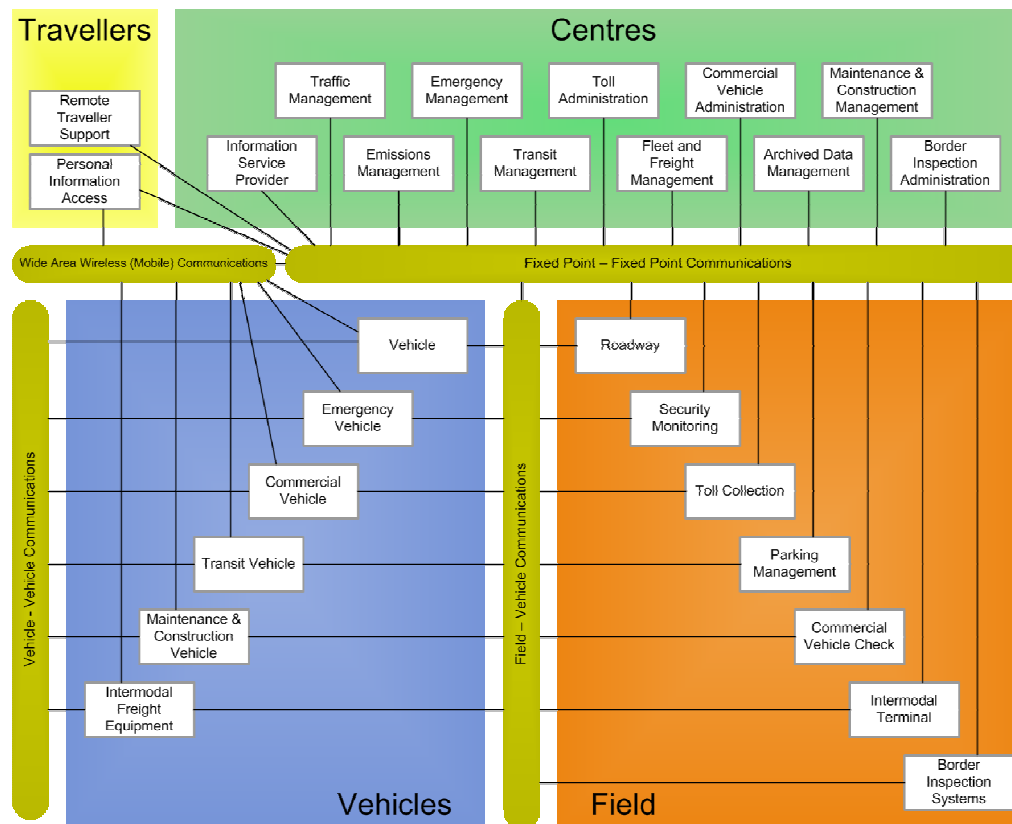 Travellers
Centres
Remote
Traveller
Support
Personal
Information
Access
Traffic
Management
Emergency
Management
Toll
Administration
Commercial
Vehicle
Administration
Maintenance &
Construction
Management
Information
Service
Provider
Emissions
Management
Transit
Management
Fleet and
Freight
Management
Archived Data
Management
Border
Inspection
Administration
Wide Area Wireless (Mobile) Communications
Fixed Point – Fixed Point Communications
Vehicle - Vehicle Communications
Vehicle
Emergency
Vehicle
Commercial
Vehicle
Transit Vehicle
Maintenance &
Construction
Vehicle
Intermodal
Freight
Equipment
Vehicles
Field – Vehicle Communications
Roadway
Security
Monitoring
Toll Collection
Parking
Management
Commercial
Vehicle Check
Intermodal
Terminal
Border
Inspection
Systems
Field